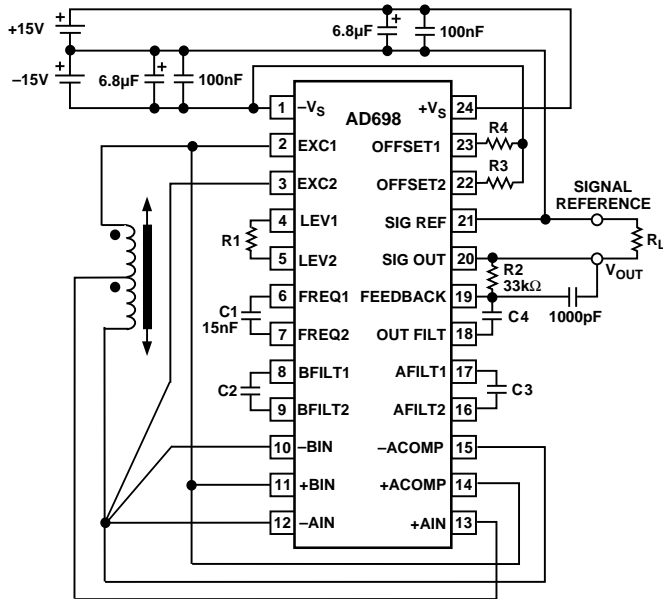 +15V
6.8µF
100nF
–15V
6.8µF
100nF
AD698
1 –VS
+VS 24
2 EXC1
OFFSET1 23
R4
3 EXC2
OFFSET2 22
R3
4 LEV1
SIG REF 21
SIGNAL
REFERENCE
R1
RL
5 LEV2
SIG OUT 20
VOUT
R2
33kΩ
6 FREQ1
FEEDBACK 19
C1
15nF
C4
1000pF
7 FREQ2
OUT FILT 18
8 BFILT1
AFILT1 17
C2
C3
9 BFILT2
AFILT2 16
10 –BIN
–ACOMP 15
11 +BIN
+ACOMP 14
12 –AIN
+AIN 13